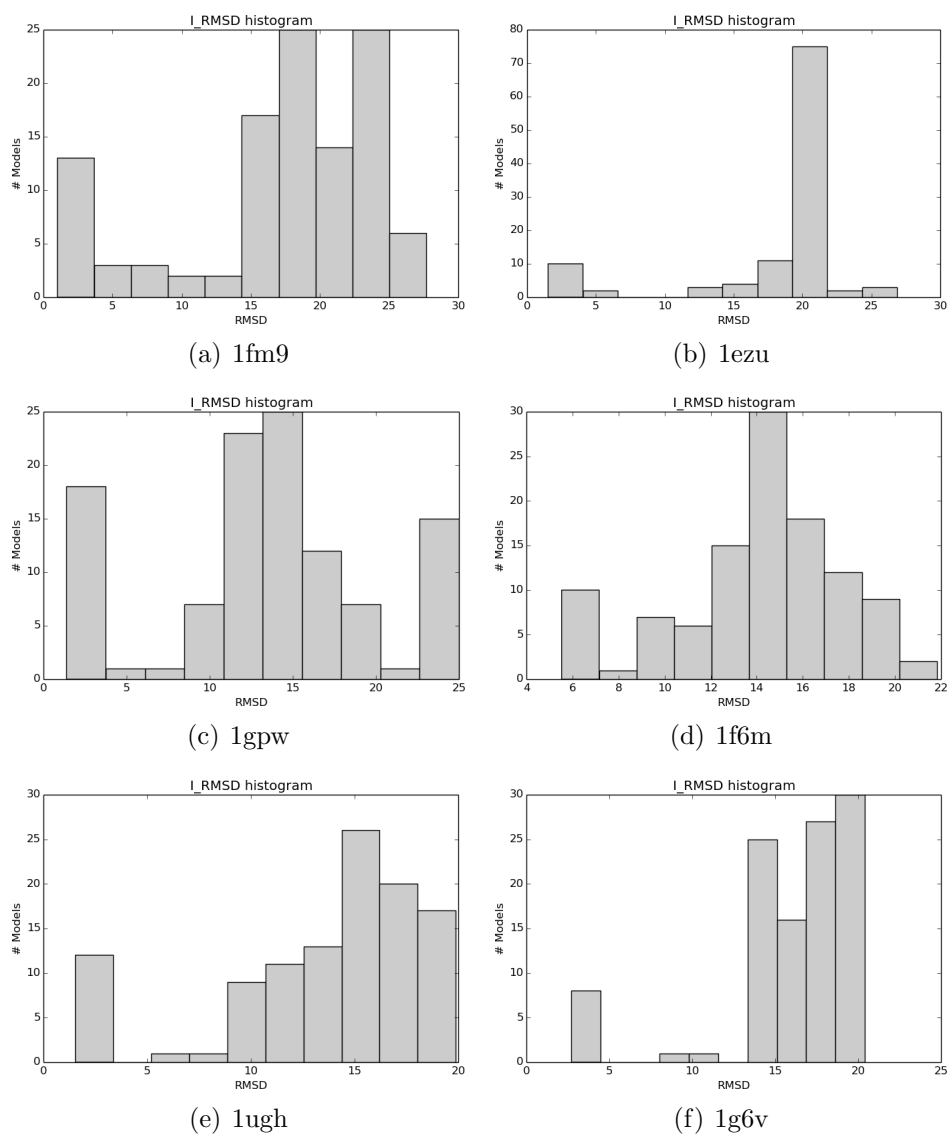 I_RMSD histogram
25
20
15
10
5
0
# Models
0 5 10 15 20 25 30
RMSD
(a) 1fm9
I_RMSD histogram
80
70
60
50
40
30
20
10
0
# Models
0 5 10 15 20 25 30
RMSD
(b) 1ezu
I_RMSD histogram
25
20
15
10
5
0
# Models
0 5 10 15 20 25
RMSD
(c) 1gpw
I_RMSD histogram
30
25
20
15
10
5
0
# Models
4 6 8 10 12 14 16 18 20 22
RMSD
(d) 1f6m
I_RMSD histogram
30
25
20
15
10
5
0
# Models
0 5 10 15 20
RMSD
(e) 1ugh
I_RMSD histogram
30
25
20
15
10
5
0
# Models
0 5 10 15 20 25
RMSD
(f) 1g6v